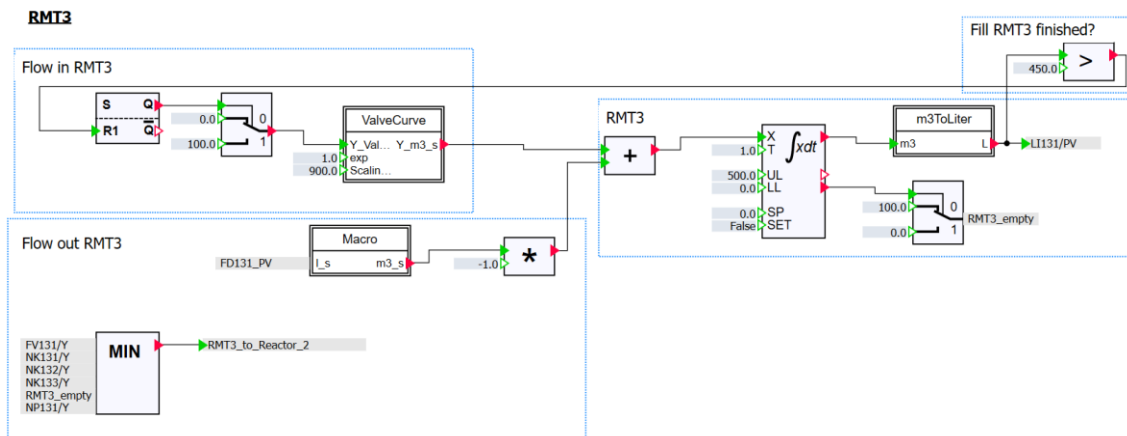 RMT3
Fill RMT3 finished?
450.0
>
Flow in RMT3
S Q
R1 Q
0.0
0
100.0
1
ValveCurve
Y_Val... Y_m3_s
1.0 exp
900.0 Scalin...
RMT3
+
X
1.0 T
∫xdt
500.0 UL
0.0 LL
0.0 SP
False SET
m3ToLiter
m3 L
LI131/PV
100.0
0
0.0
1
RMT3_empty
Flow out RMT3
Macro
FD131_PV
l_s m3_s
-1.0
*
FV131/Y
NK131/Y
NK132/Y
NK133/Y
RMT3_empty
NP131/Y
MIN
RMT3_to_Reactor_2